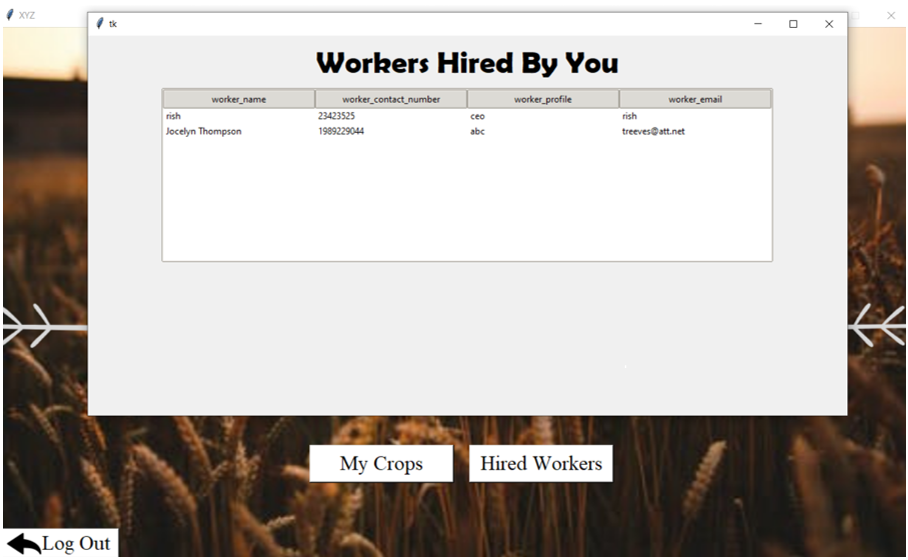 XYZ
tk
Workers Hired By You
worker_name worker_contact_number worker_profile worker_email
rish 23423525 ceo rish
Jocelyn Thompson 1989229044 abc treeves@att.net
My Crops Hired Workers
Log Out